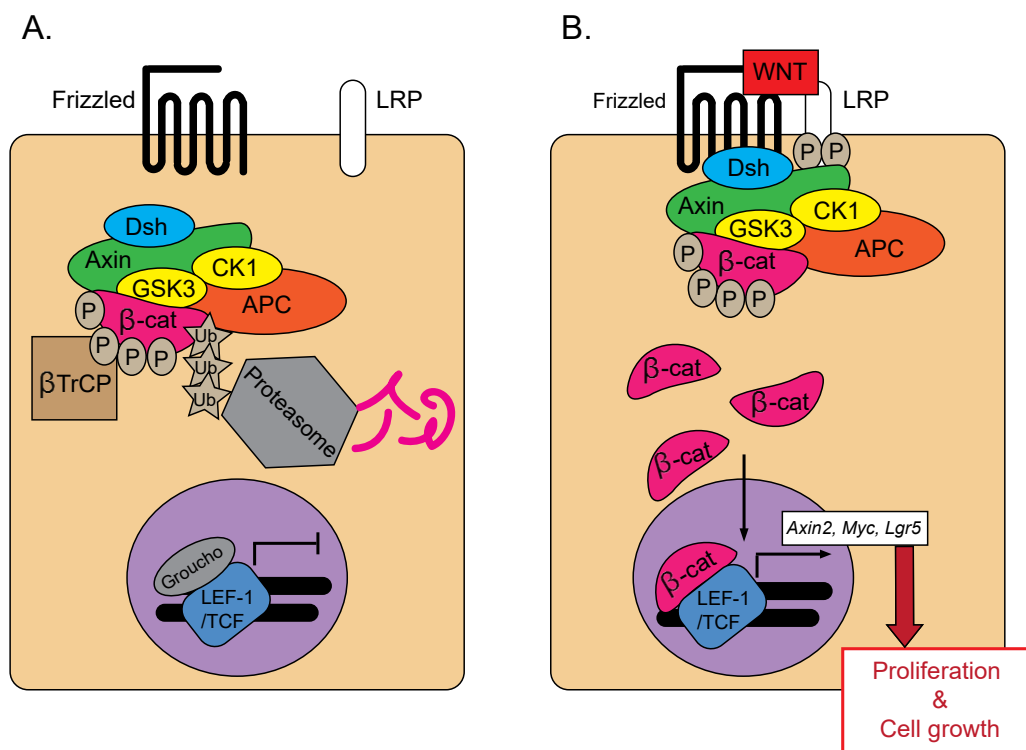 A.
Frizzled
LRP
Dsh
Axin
CK1
GSK3
APC
β-cat
P
P
P
P
Ub
Ub
Ub
βTrCP
Proteasome
Groucho
LEF-1
/TCF
B.
WNT
Frizzled
LRP
P
P
Dsh
Axin
CK1
GSK3
APC
β-cat
P
P
P
P
β-cat
β-cat
β-cat
Axin2, Myc, Lgr5
β-cat
LEF-1
/TCF
Proliferation
&
Cell growth